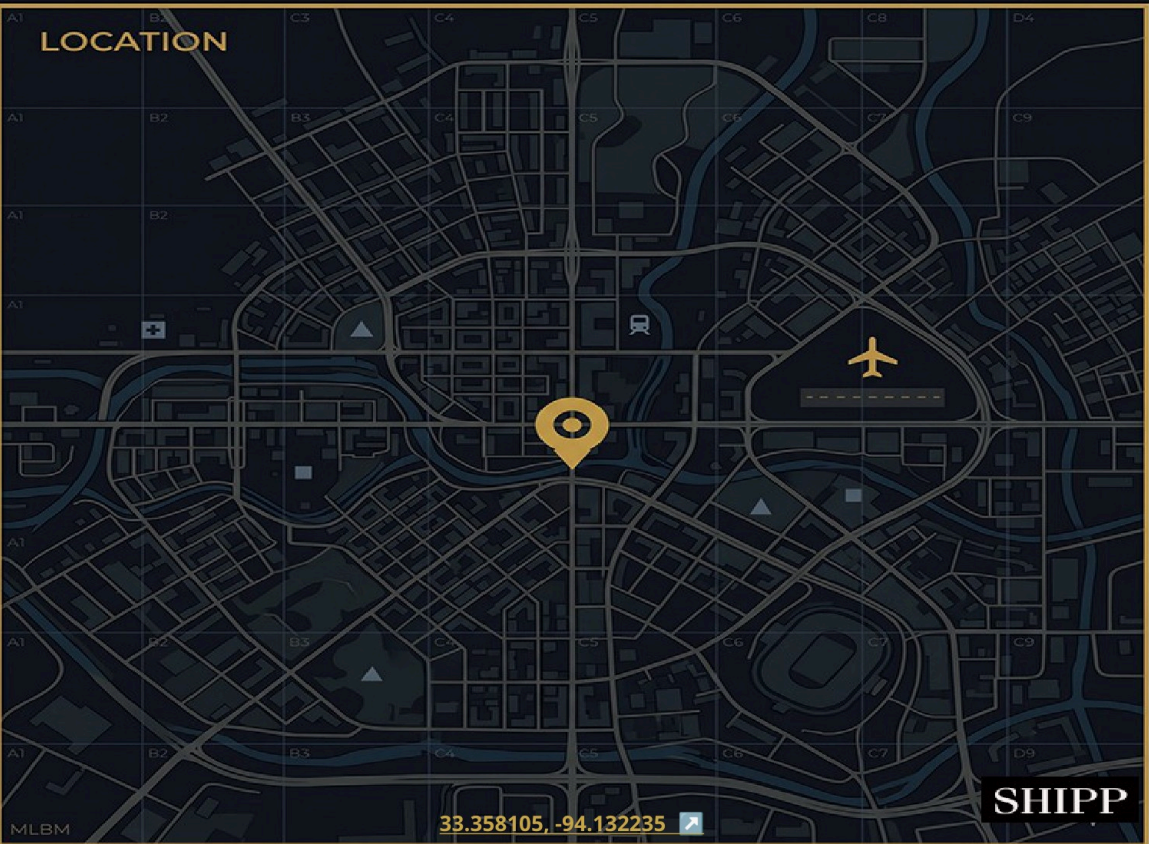 A1 B2 C3 C4 C5 C6 C8 D4
LOCATION
A1 B2 B3 C4 C5 C6 C7 C9
A1 B2
A1
A1
A1 B2 B3 C4 C5 C6 C7 C9
A1 B2 B3 C4 C5 C6 C7 D9
SHIPP
MLBM
33.358105, -94.132235